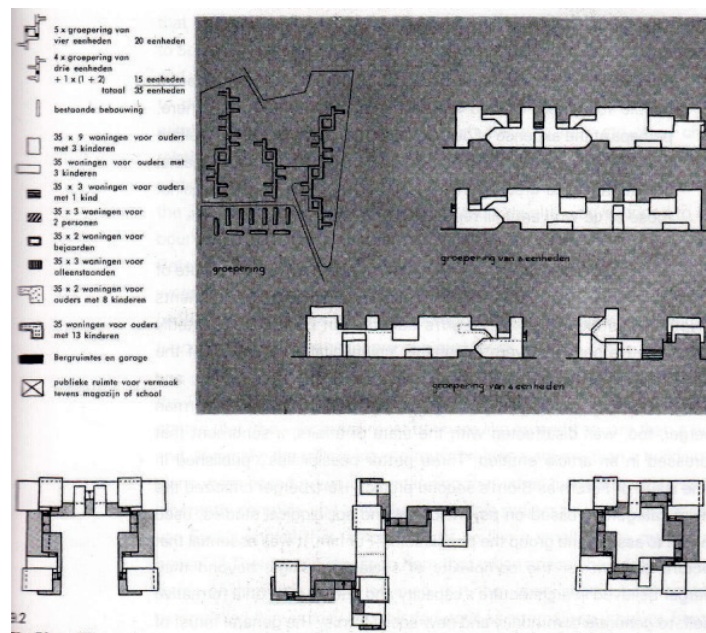 5 x groepering van
vier eenheden 20 eenheden
4 x groepering van
drie eenheden
+ 1 x (1 + 2) 15 eenheden
totaal 35 eenheden
bestaande bebouwing
35 x 9 woningen voor ouders
met 3 kinderen
35 woningen voor ouders met
3 kinderen
35 x 3 woningen voor ouders
met 1 kind
35 x 3 woningen voor
2 personen
35 x 2 woningen voor
bejaarden
35 x 3 woningen voor
alleenstaanden
35 x 2 woningen voor
ouders met 8 kinderen
35 woningen voor ouders
met 13 kinderen
Bergruimtes en garage
publieke ruimte voor vermaak
tevens magazijn of school
groepering
groepering van
eenheden
groepering van 4 eenheden